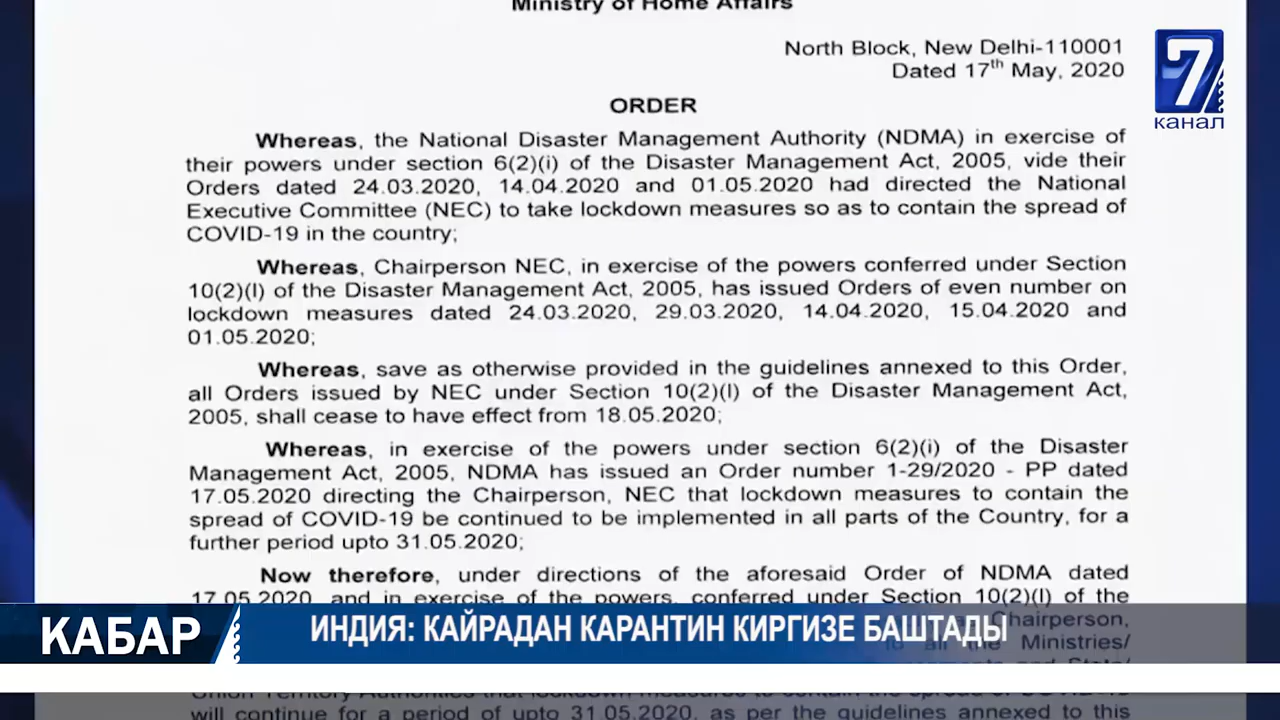 Ministry of Home Affairs
North Block, New Delhi-110001
Dated 17th May, 2020
7
канал
ORDER
Whereas, the National Disaster Management Authority (NDMA) in exercise of
their powers under section 6(2)(i) of the Disaster Management Act, 2005, vide their
Orders dated 24.03.2020, 14.04.2020 and 01.05.2020 had directed the National
Executive Committee (NEC) to take lockdown measures so as to contain the spread of
COVID-19 in the country;
Whereas, Chairperson NEC, in exercise of the powers conferred under Section
10(2)(l) of the Disaster Management Act, 2005, has issued Orders of even number on
lockdown measures dated 24.03.2020, 29.03.2020, 14.04.2020, 15.04.2020 and
01.05.2020;
Whereas, save as otherwise provided in the guidelines annexed to this Order,
all Orders issued by NEC under Section 10(2)(l) of the Disaster Management Act,
2005, shall cease to have effect from 18.05.2020;
Whereas, in exercise of the powers under section 6(2)(i) of the Disaster
Management Act, 2005, NDMA has issued an Order number 1-29/2020 - PP dated
17.05.2020 directing the Chairperson, NEC that lockdown measures to contain the
spread of COVID-19 be continued to be implemented in all parts of the Country, for a
further period upto 31.05.2020;
Now therefore, under directions of the aforesaid Order of NDMA dated
17.05.2020, and in exercise of the powers, conferred under Section 10(2)(l) of the
Chairperson,
КАБАР
ИНДИЯ: КАЙРАДАН КАРАНТИН КИРГИЗЕ БАШТАДЫ
all the Ministries/
and State/
Union Territory Authorities that lockdown measures to contain the spread of COVID-19
will continue for a period of upto 31.05.2020, as per the guidelines annexed to this